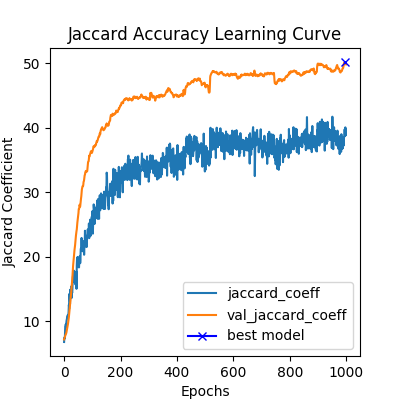 Jaccard Accuracy Learning Curve
Jaccard Coefficient
50
40
30
20
10
0
200
400
600
800
1000
Epochs
jaccard_coeff
val_jaccard_coeff
best model